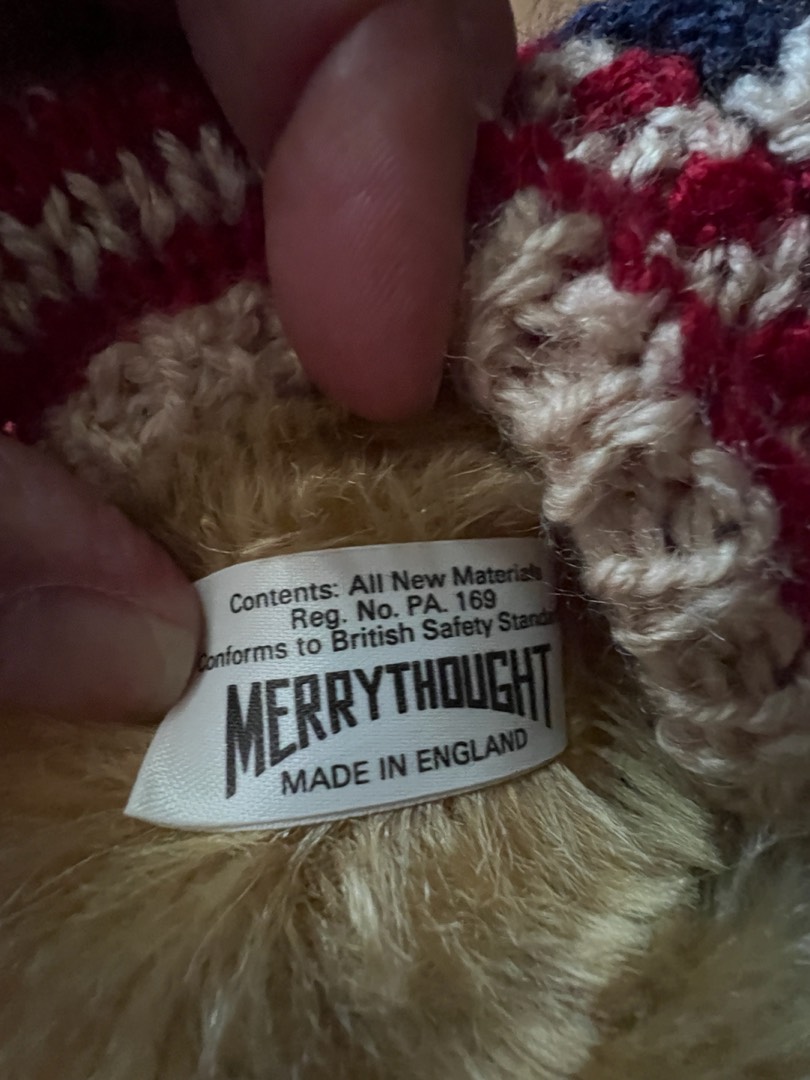 Contents: All New Materials
Reg. No. PA. 169
Conforms to British Safety
MERRYTHOUGHT
MADE IN ENGLAND